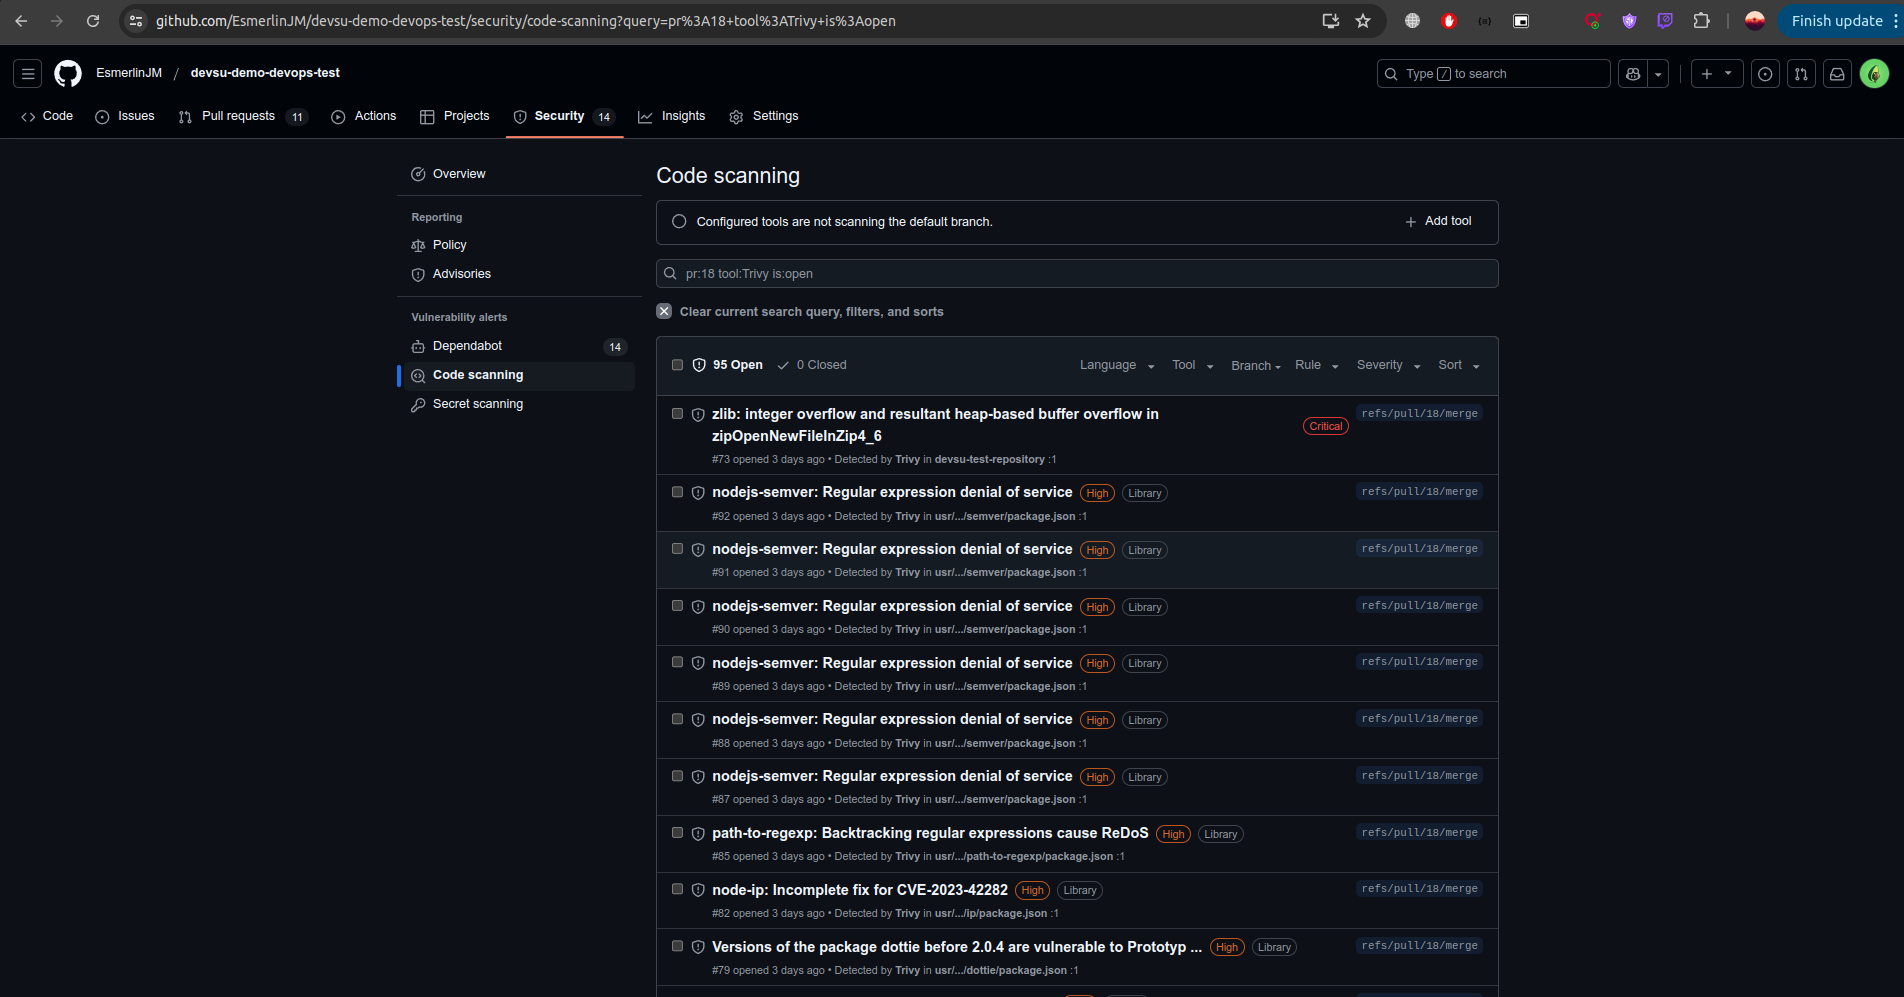 github.com/EsmerlinJM/devsu-demo-devops-test/security/code-scanning?query=pr%3A18+tool%3ATrivy+is%3Aopen
Finish update
EsmerlinJM / devsu-demo-devops-test
Type / to search
Code
Issues
Pull requests 11
Actions
Projects
Security 14
Insights
Settings
Overview
Reporting
Policy
Advisories
Vulnerability alerts
Dependabot 14
Code scanning
Secret scanning
Code scanning
Configured tools are not scanning the default branch.
Add tool
pr:18 tool:Trivy is:open
Clear current search query, filters, and sorts
95 Open 0 Closed
Language Tool Branch Rule Severity Sort
zlib: integer overflow and resultant heap-based buffer overflow in
zipOpenNewFileInZip4_6
Critical
refs/pull/18/merge
#73 opened 3 days ago • Detected by Trivy in devsu-test-repository :1
nodejs-semver: Regular expression denial of service High Library refs/pull/18/merge
#92 opened 3 days ago • Detected by Trivy in usr/.../semver/package.json :1
nodejs-semver: Regular expression denial of service High Library refs/pull/18/merge
#91 opened 3 days ago • Detected by Trivy in usr/.../semver/package.json :1
nodejs-semver: Regular expression denial of service High Library refs/pull/18/merge
#90 opened 3 days ago • Detected by Trivy in usr/.../semver/package.json :1
nodejs-semver: Regular expression denial of service High Library refs/pull/18/merge
#89 opened 3 days ago • Detected by Trivy in usr/.../semver/package.json :1
nodejs-semver: Regular expression denial of service High Library refs/pull/18/merge
#88 opened 3 days ago • Detected by Trivy in usr/.../semver/package.json :1
nodejs-semver: Regular expression denial of service High Library refs/pull/18/merge
#87 opened 3 days ago • Detected by Trivy in usr/.../semver/package.json :1
path-to-regexp: Backtracking regular expressions cause ReDoS High Library refs/pull/18/merge
#85 opened 3 days ago • Detected by Trivy in usr/.../path-to-regexp/package.json :1
node-ip: Incomplete fix for CVE-2023-42282 High Library refs/pull/18/merge
#82 opened 3 days ago • Detected by Trivy in usr/.../ip/package.json :1
Versions of the package dottie before 2.0.4 are vulnerable to Prototyp ... High Library refs/pull/18/merge
#79 opened 3 days ago • Detected by Trivy in usr/.../dottie/package.json :1